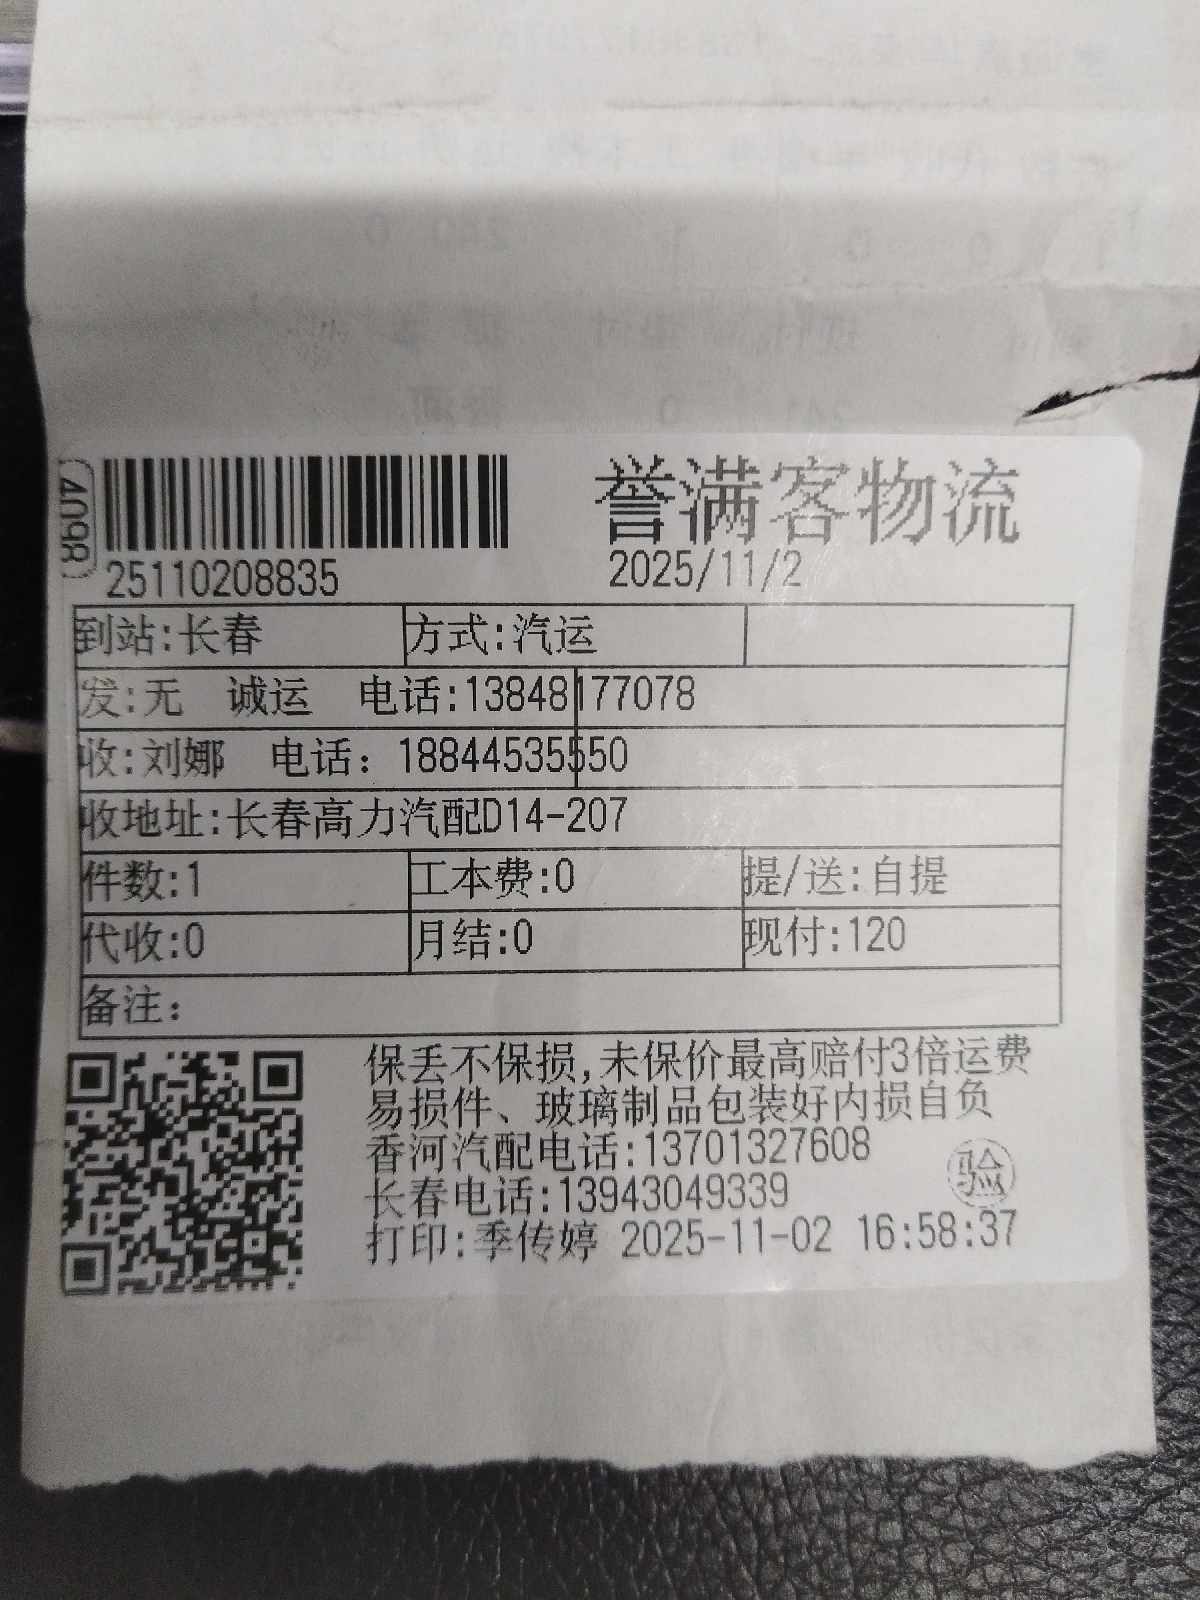 4098
誉满客物流
25110208835
2025/11/2
到站:长春 方式:汽运
发:无 诚运 电话:13848177078
收:刘娜 电话：18844535550
收地址:长春高力汽配D14-207
件数:1 工本费:0 提/送:自提
代收:0 月结:0 现付:120
备注：
保丢不保损,未保价最高赔付3倍运费
易损件、玻璃制品包装好内损自负
香河汽配电话:13701327608
验
长春电话:13943049339
打印:季传婷 2025-11-02 16:58:37